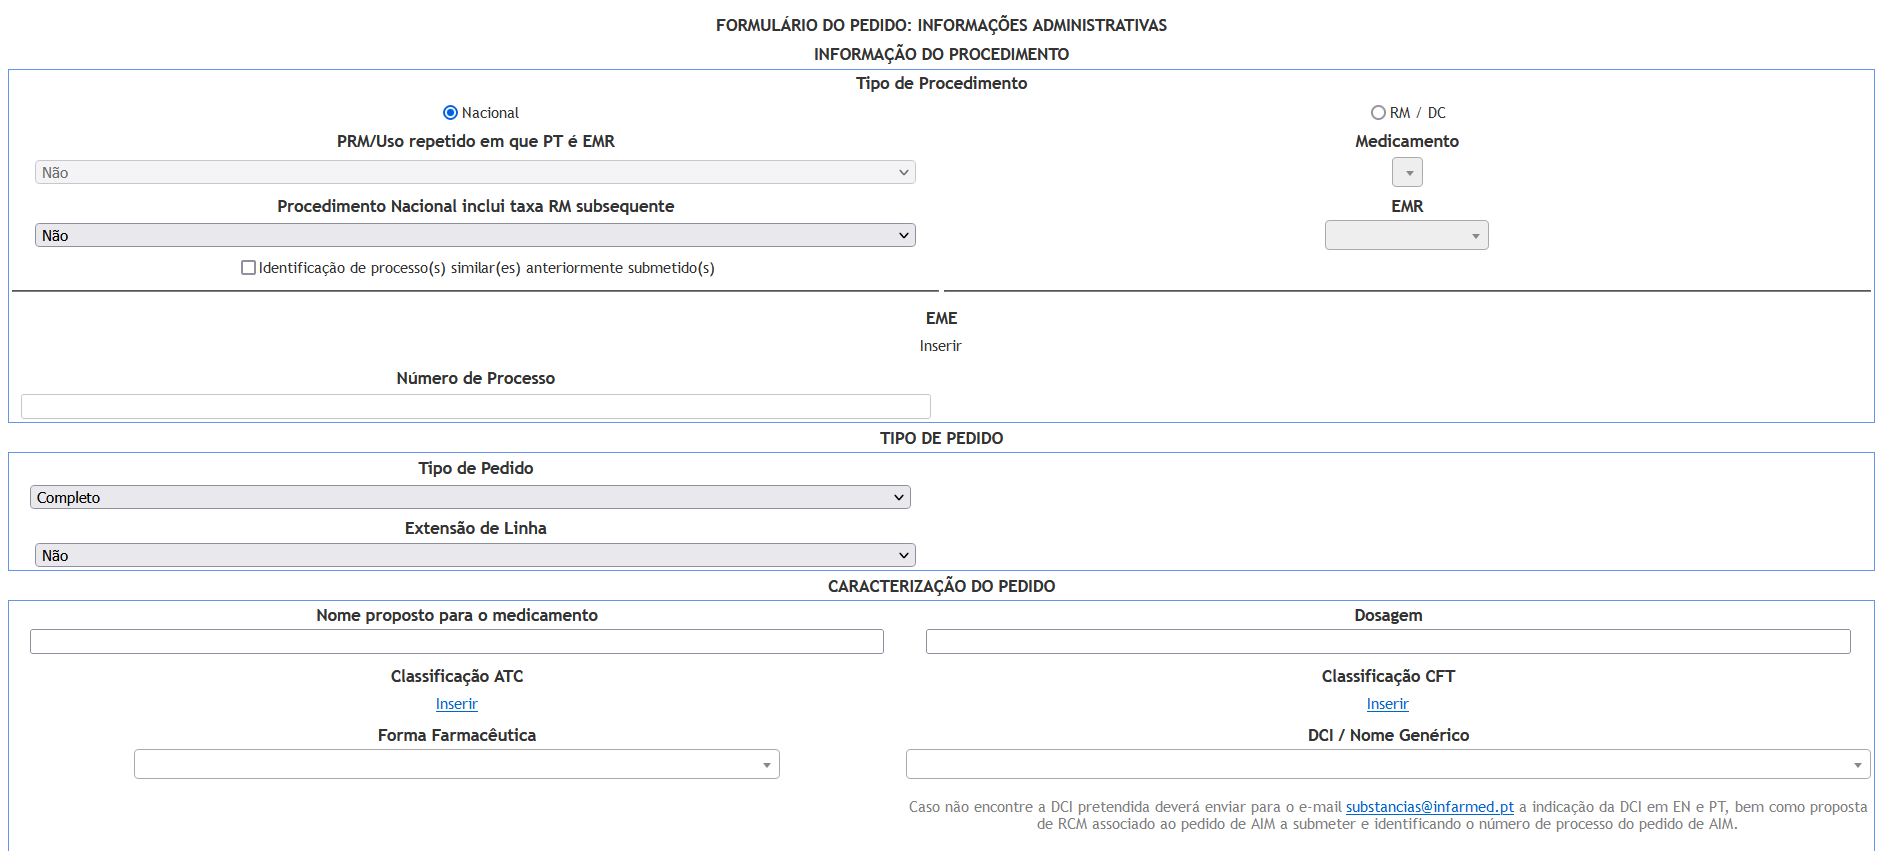 FORMULÁRIO DO PEDIDO: INFORMAÇÕES ADMINISTRATIVAS
INFORMAÇÃO DO PROCEDIMENTO
Tipo de Procedimento
Nacional
RM / DC
PRM/Uso repetido em que PT é EMR
Medicamento
Não
Procedimento Nacional inclui taxa RM subsequente
EMR
Não
Identificação de processo(s) similar(es) anteriormente submetido(s)
EME
Inserir
Número de Processo
TIPO DE PEDIDO
Tipo de Pedido
Completo
Extensão de Linha
Não
CARACTERIZAÇÃO DO PEDIDO
Nome proposto para o medicamento
Dosagem
Classificação ATC
Classificação CFT
Inserir
Inserir
Forma Farmacêutica
DCI / Nome Genérico
Caso não encontre a DCI pretendida deverá enviar para o e-mail substancias@infarmed.pt a indicação da DCI em EN e PT, bem como proposta
de RCM associado ao pedido de AIM a submeter e identificando o número de processo do pedido de AIM.